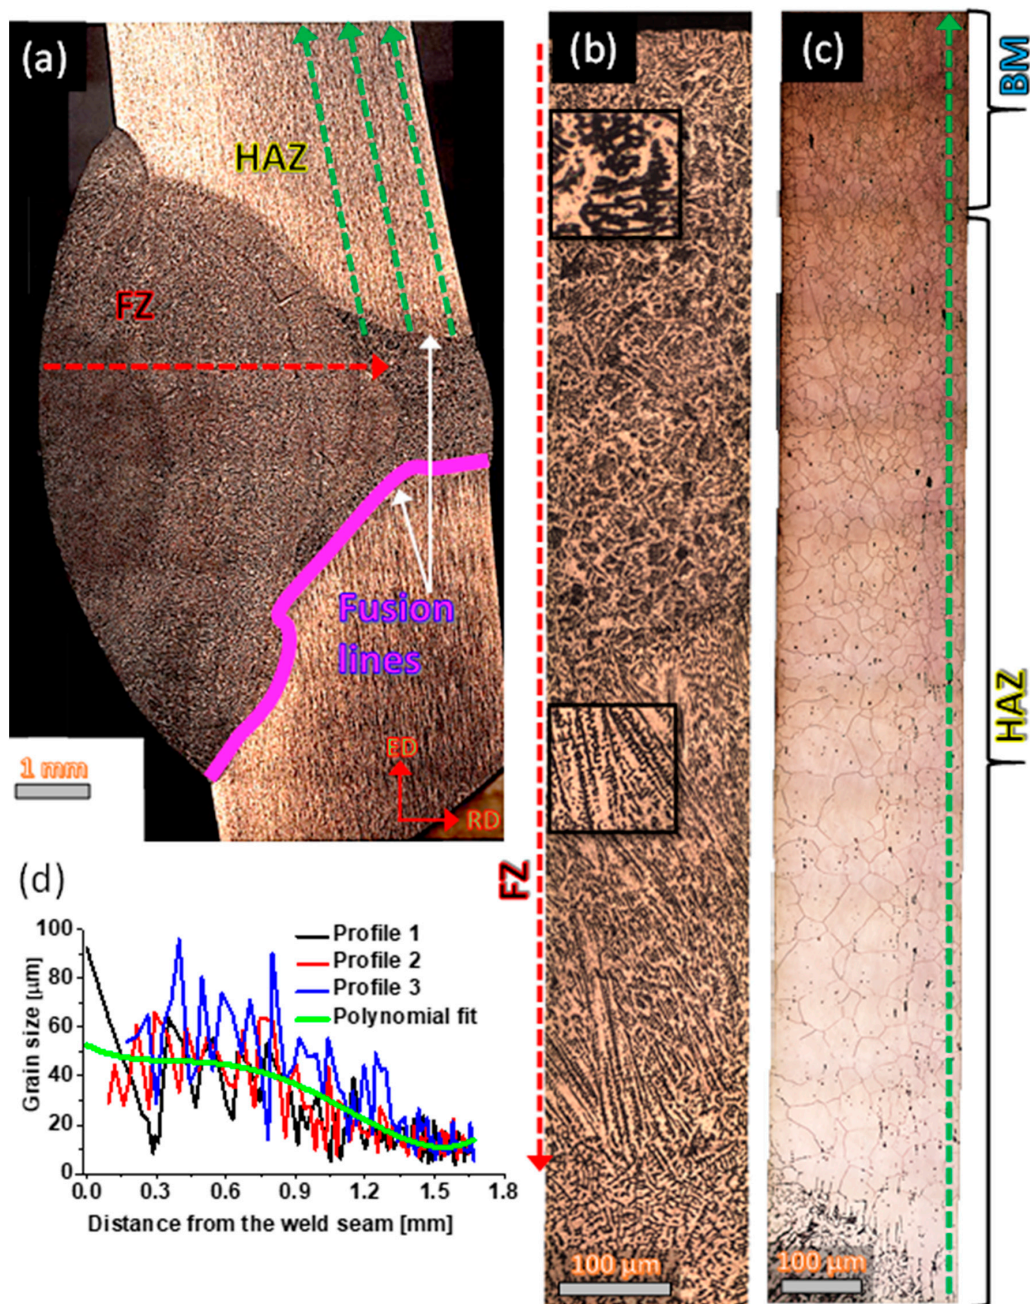 (a)
HAZ
FZ
Fusion
lines
1 mm
ED
RD
(b)
FZ
100 µm
(c)
BM
HAZ
100 µm
(d)
100
80
60
40
20
0
Grain size [µm]
Profile 1
Profile 2
Profile 3
Polynomial fit
0.0 0.3 0.6 0.9 1.2 1.5 1.8
Distance from the weld seam [mm]